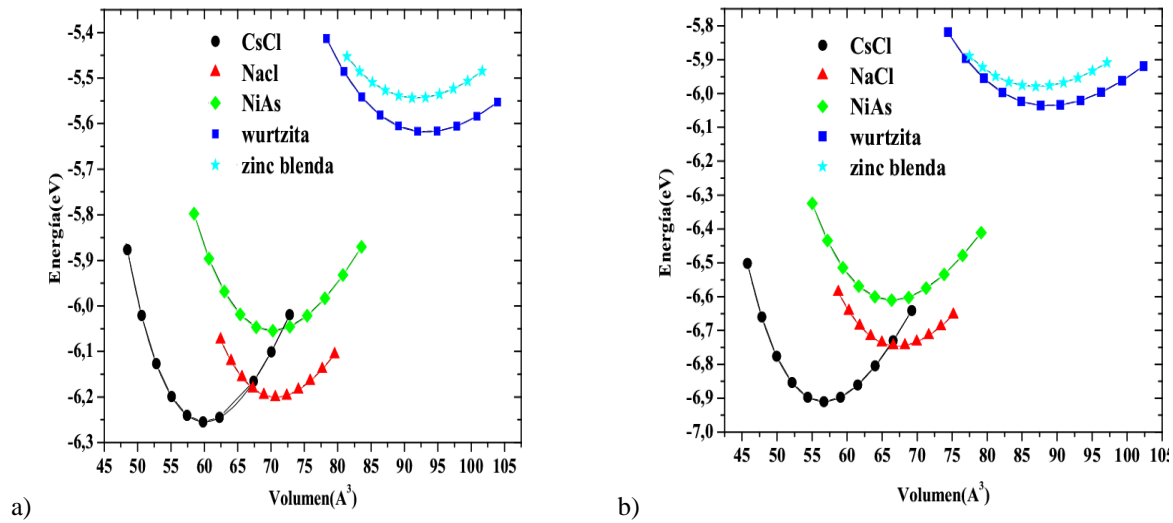 -5,4
-5,5
-5,6
-5,7
-5,8
-5,9
-6,0
-6,1
-6,2
-6,3
Energía(eV)
CsCl
Nacl
NiAs
wurtzita
zinc blenda
45 50 55 60 65 70 75 80 85 90 95 100 105
Volumen(A³)
a)
-5,8
-5,9
-6,0
-6,1
-6,2
-6,3
-6,4
-6,5
-6,6
-6,7
-6,8
-6,9
-7,0
Energía(eV)
CsCl
NaCl
NiAs
wurtzita
zinc blenda
45 50 55 60 65 70 75 80 85 90 95 100 105
Volumen(A³)
b)